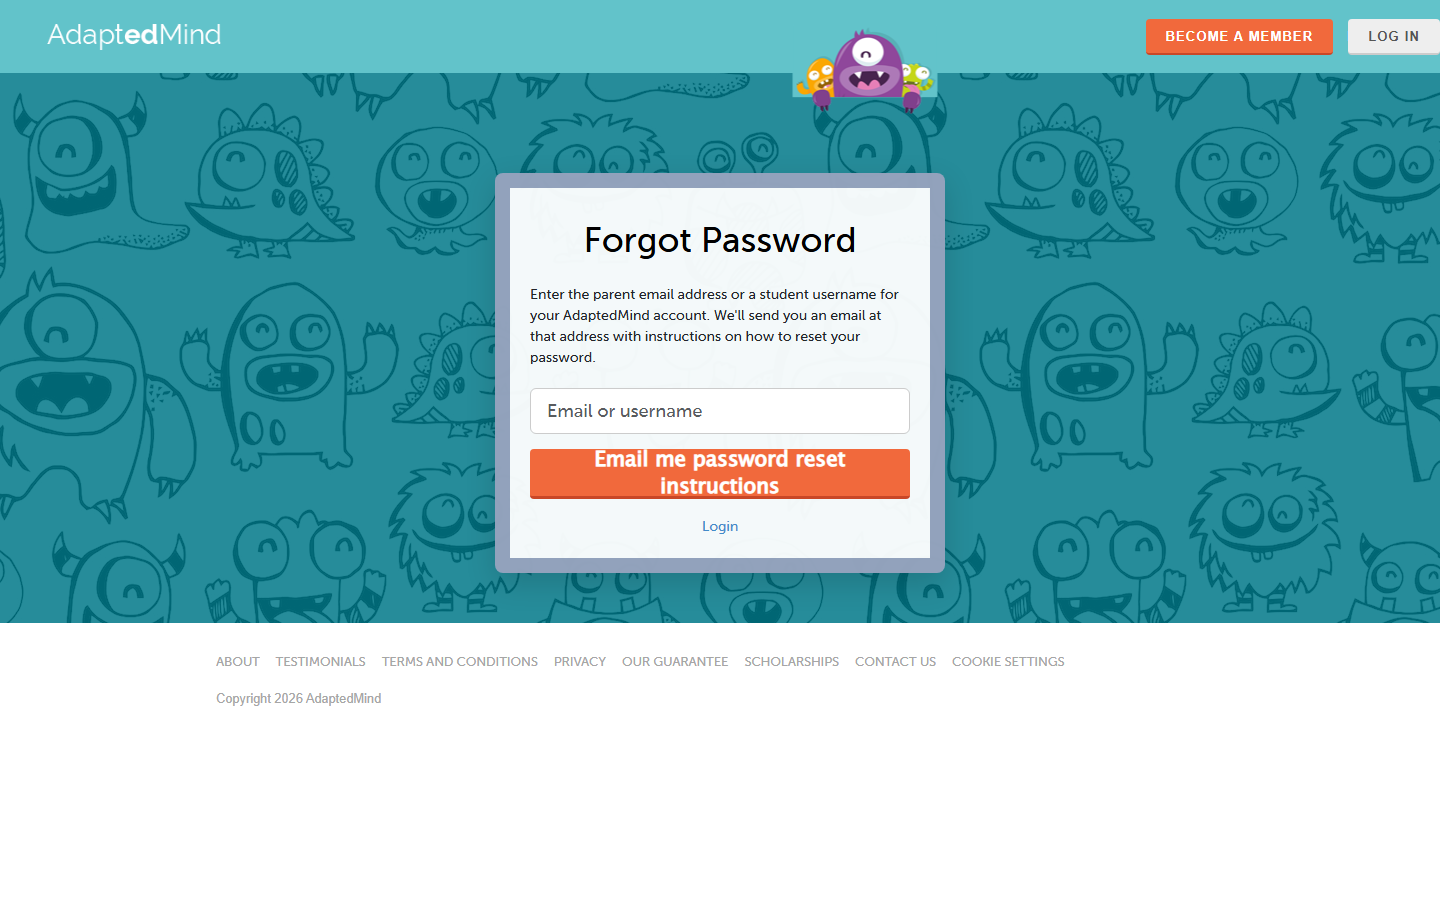 AdaptedMind
BECOME A MEMBER
LOG IN
Forgot Password
Enter the parent email address or a student username for
your AdaptedMind account. We'll send you an email at
that address with instructions on how to reset your
password.
Email or username
Email me password reset
instructions
Login
ABOUT TESTIMONIALS TERMS AND CONDITIONS PRIVACY OUR GUARANTEE SCHOLARSHIPS CONTACT US COOKIE SETTINGS
Copyright 2026 AdaptedMind